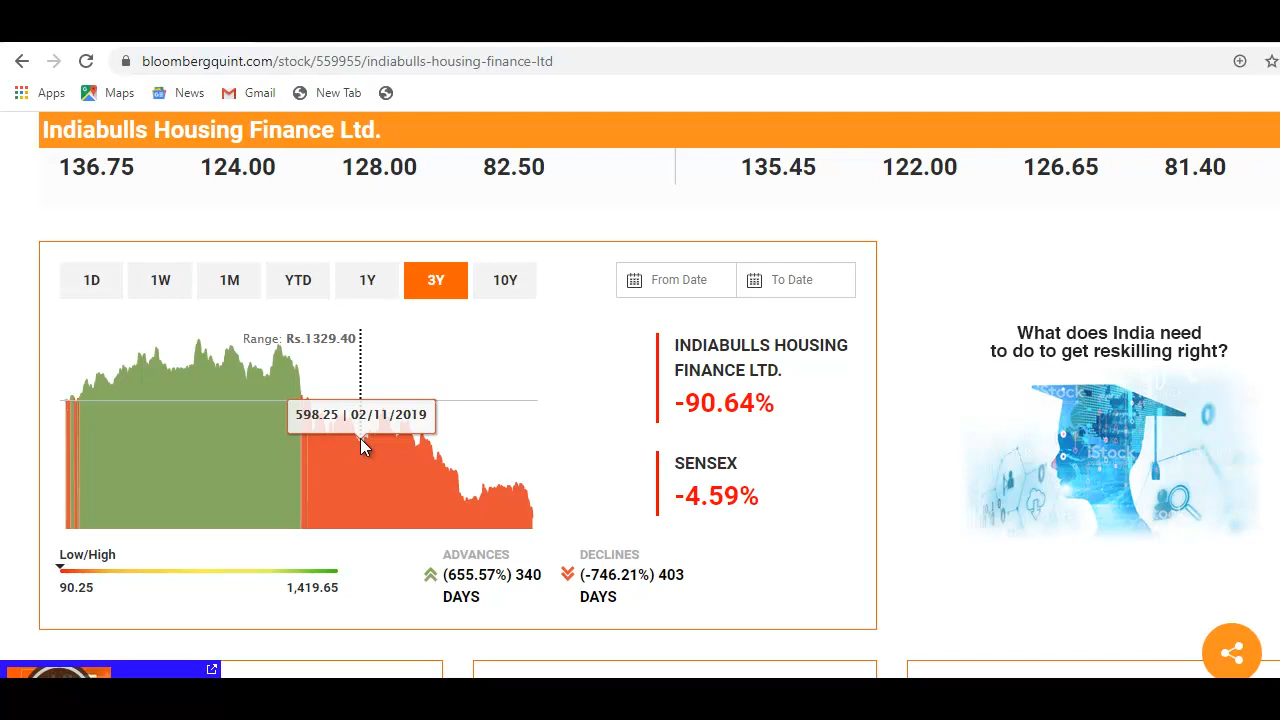 bloombergquint.com/stock/559955/indiabulls-housing-finance-ltd
Apps Maps News Gmail New Tab
Indiabulls Housing Finance Ltd.
136.75 124.00 128.00 82.50 135.45 122.00 126.65 81.40
1D 1W 1M YTD 1Y 3Y 10Y From Date To Date
Range: Rs.1329.40
598.25 | 02/11/2019
INDIABULLS HOUSING
FINANCE LTD.
-90.64%
SENSEX
-4.59%
Low/High
90.25 1,419.65
ADVANCES
(655.57%) 340
DAYS
DECLINES
(-746.21%) 403
DAYS
What does India need
to do to get reskilling right?
iStock
iStock